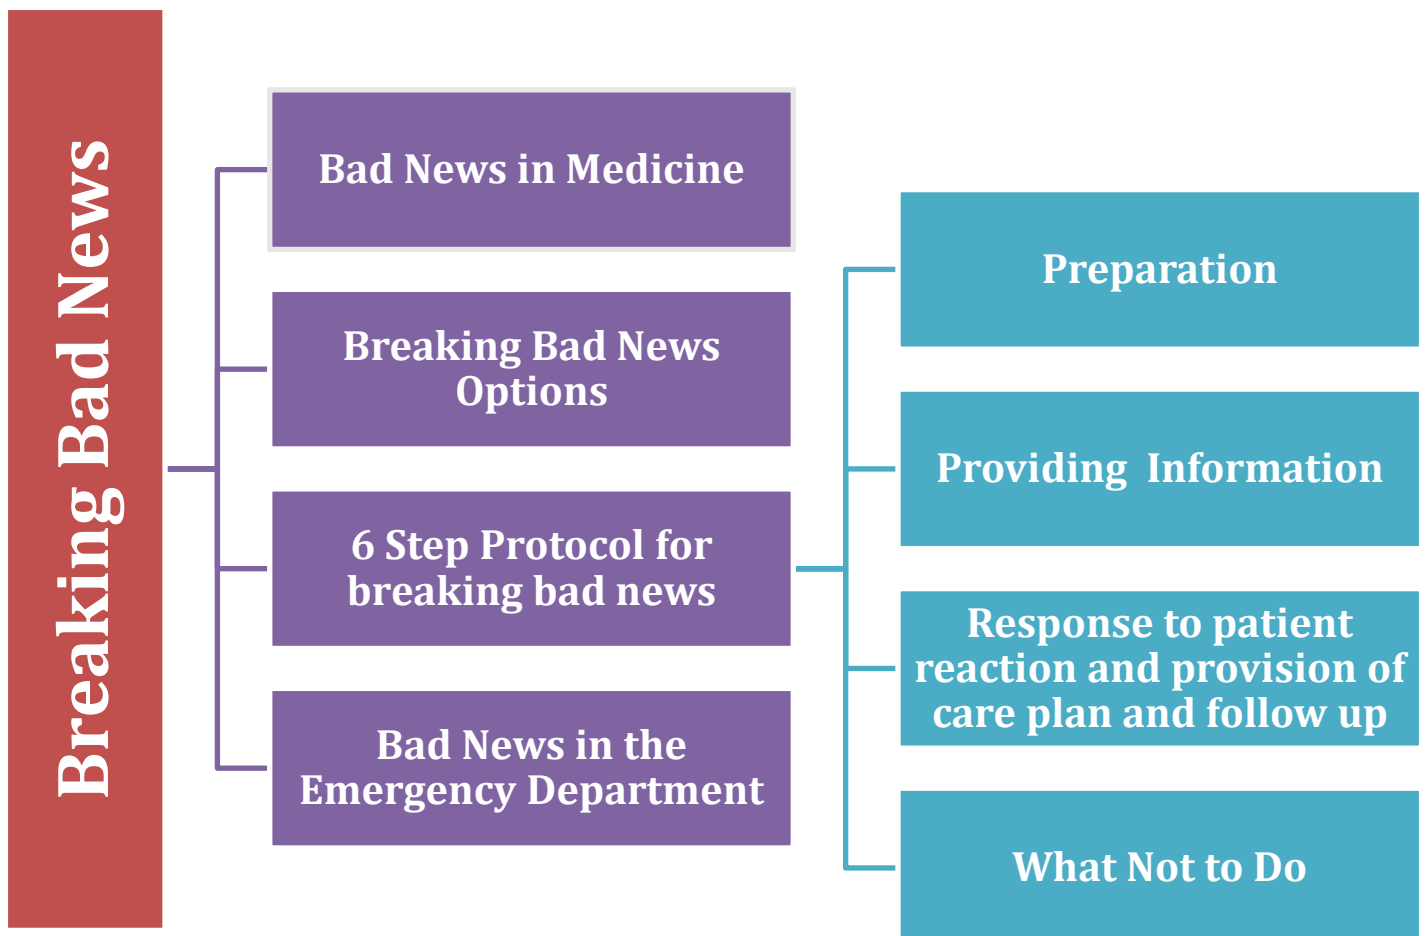 Breaking Bad News
Bad News in Medicine
Breaking Bad News
Options
6 Step Protocol for
breaking bad news
Bad News in the
Emergency Department
Preparation
Providing  Information
Response to patient
reaction and provision of
care plan and follow up
What Not to Do